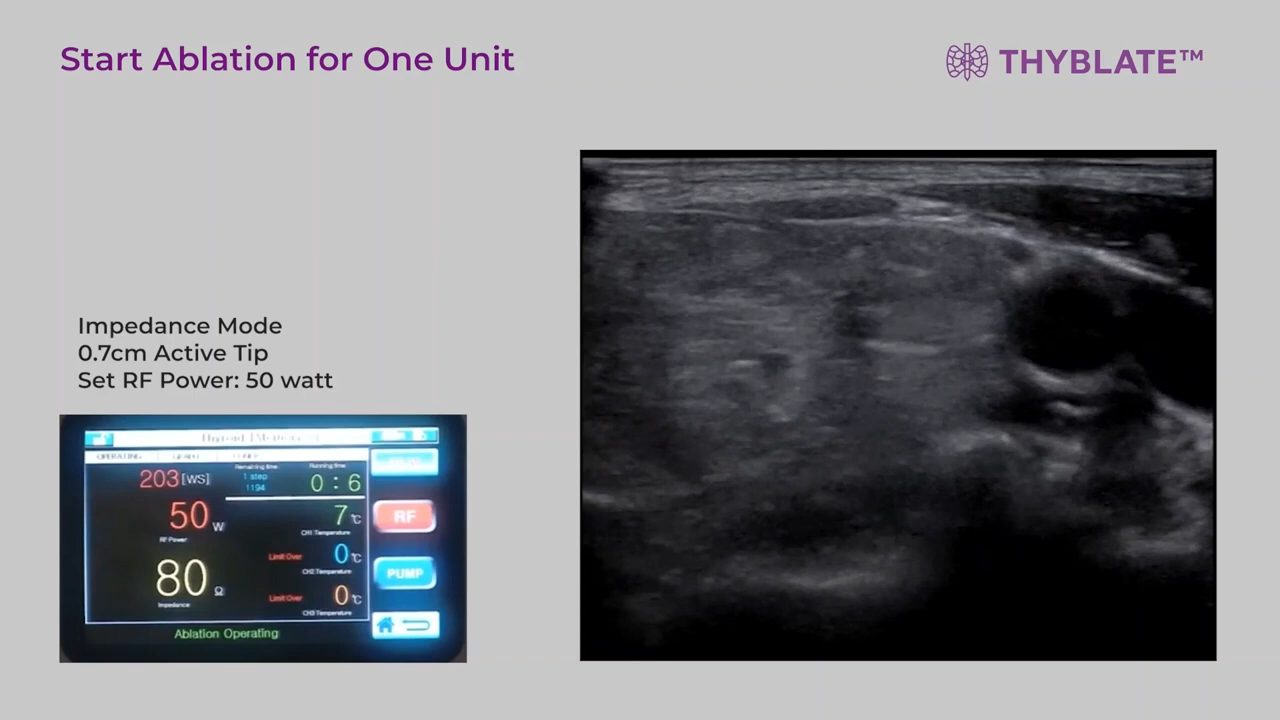 Start Ablation for One Unit
THYBLATE™
Impedance Mode
0.7cm Active Tip
Set RF Power: 50 watt
OPERATING
203 [WS]
Remaining time
1 step
1194
Running time
0 : 6
50 W
RF Power
7 °C
CH1 Temperature
RF
Limit Over
0 °C
CH2 Temperature
80 Ω
Impedance
PUMP
Limit Over
0 °C
CH3 Temperature
Ablation Operating